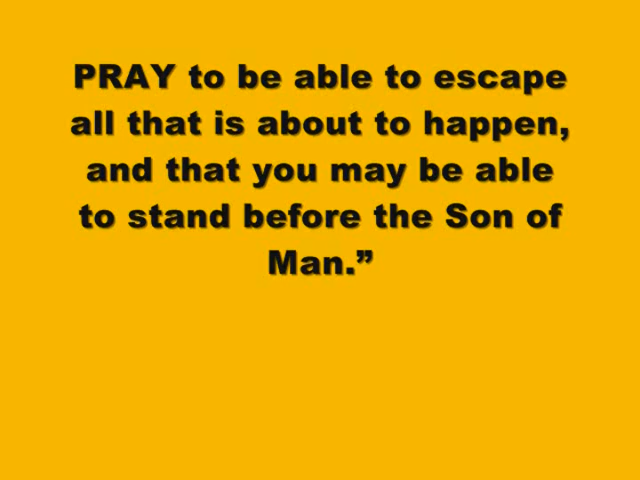 PRAY to be able to escape
all that is about to happen,
and that you may be able
to stand before the Son of
Man.”